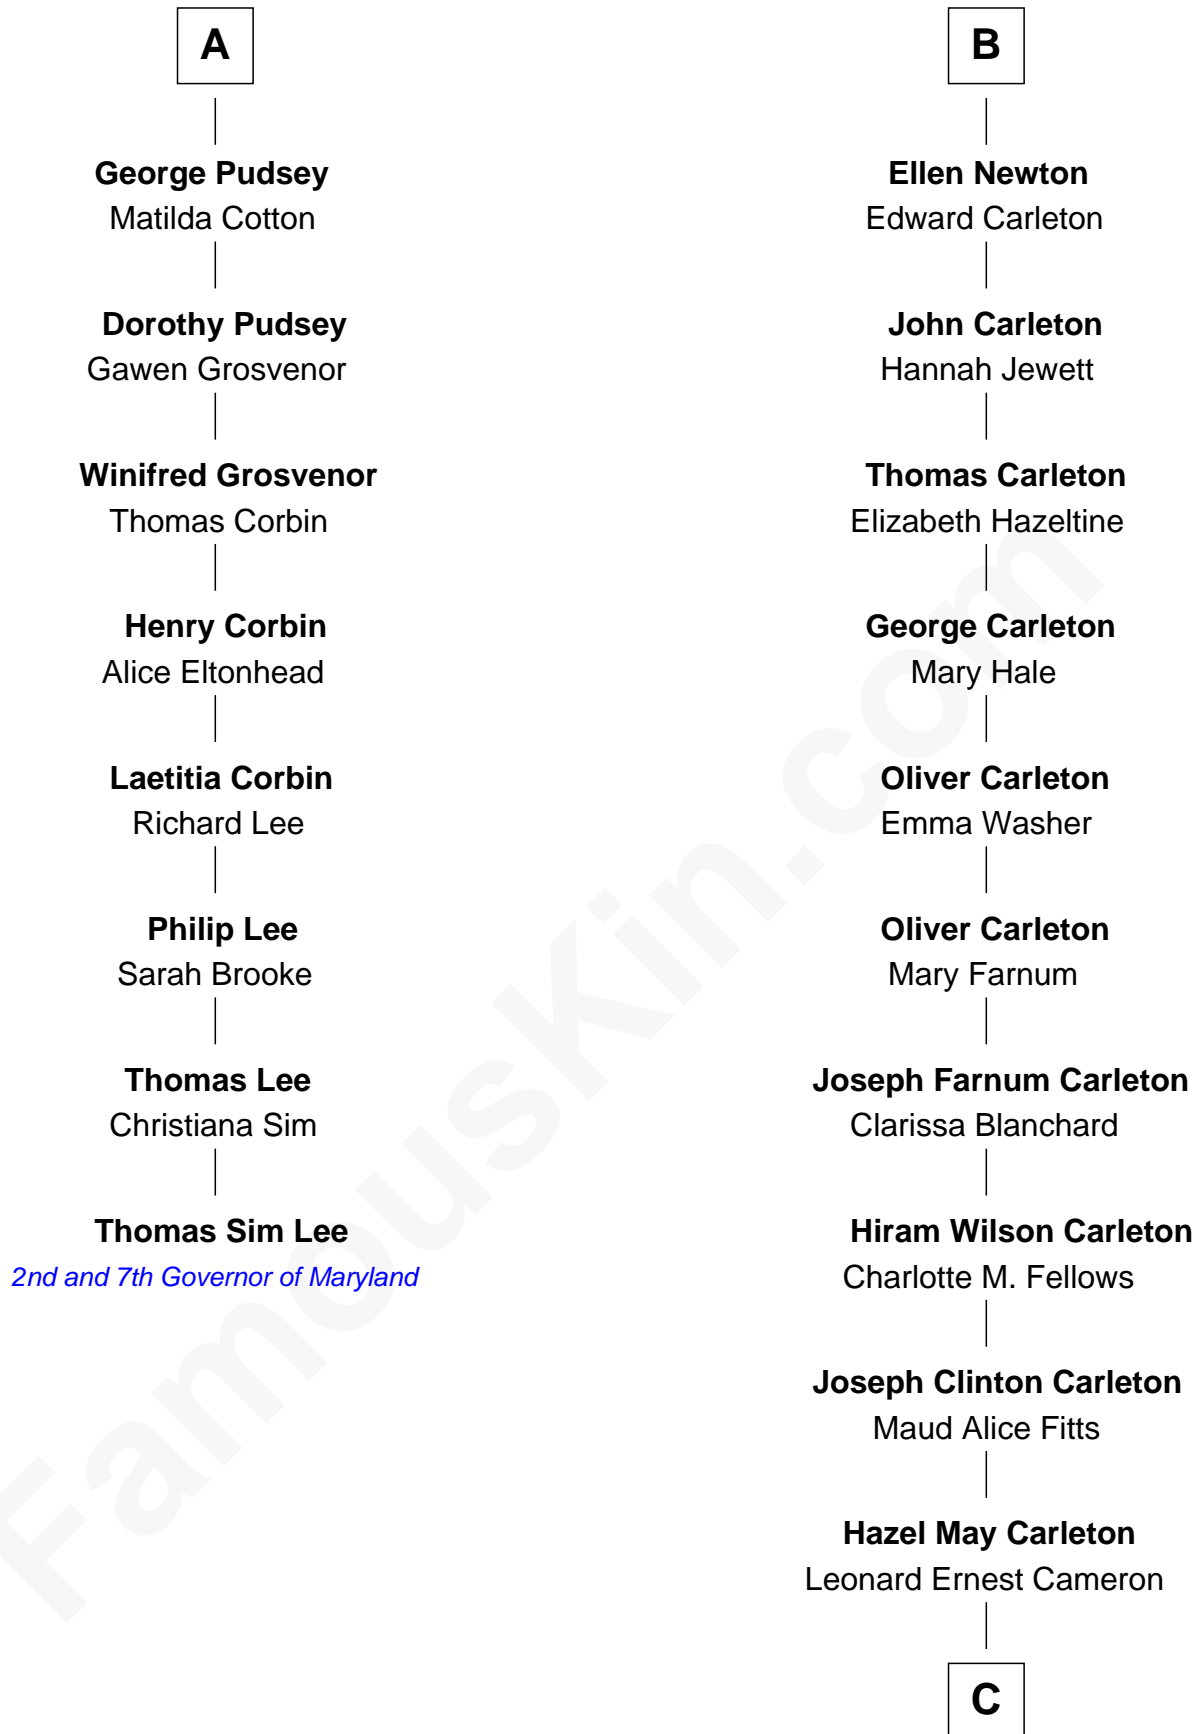 A
George Pudsey
Matilda Cotton
Dorothy Pudsey
Gawen Grosvenor
Winifred Grosvenor
Thomas Corbin
Henry Corbin
Alice Eltonhead
Laetitia Corbin
Richard Lee
Philip Lee
Sarah Brooke
Thomas Lee
Christiana Sim
Thomas Sim Lee
2nd and 7th Governor of Maryland
B
Ellen Newton
Edward Carleton
John Carleton
Hannah Jewett
Thomas Carleton
Elizabeth Hazeltine
George Carleton
Mary Hale
Oliver Carleton
Emma Washer
Oliver Carleton
Mary Farnum
Joseph Farnum Carleton
Clarissa Blanchard
Hiram Wilson Carleton
Charlotte M. Fellows
Joseph Clinton Carleton
Maud Alice Fitts
Hazel May Carleton
Leonard Ernest Cameron
C
FamousKin.com